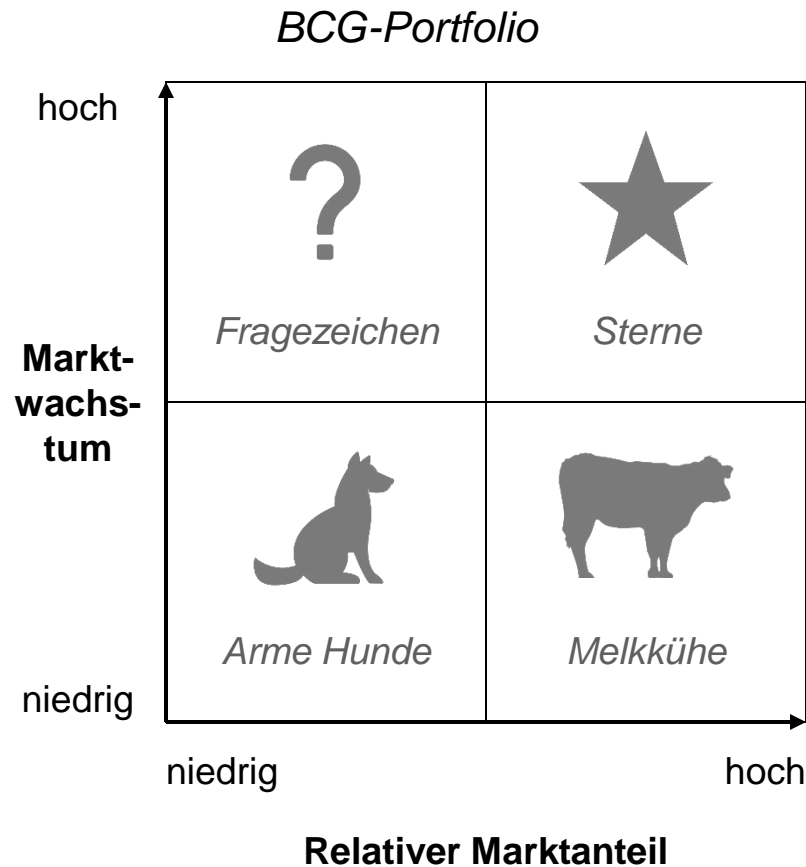 BCG-Portfolio
hoch
?
Fragezeichen
Sterne
Markt-
wachs-
tum
Arme Hunde
Melkkühe
niedrig
niedrig
hoch
Relativer Marktanteil